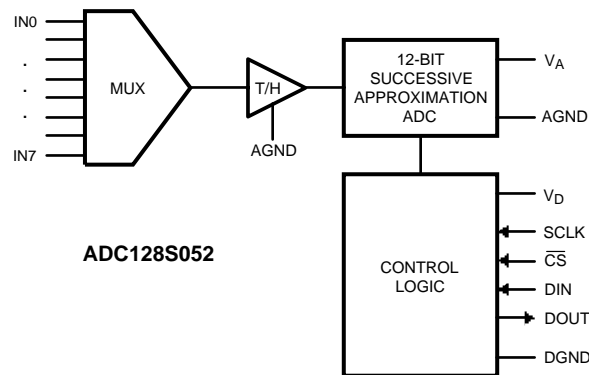 IN0
.
.
.
IN7
MUX
T/H
AGND
12-BIT
SUCCESSIVE
APPROXIMATION
ADC
VA
AGND
ADC128S052
CONTROL
LOGIC
VD
SCLK
CS
DIN
DOUT
DGND